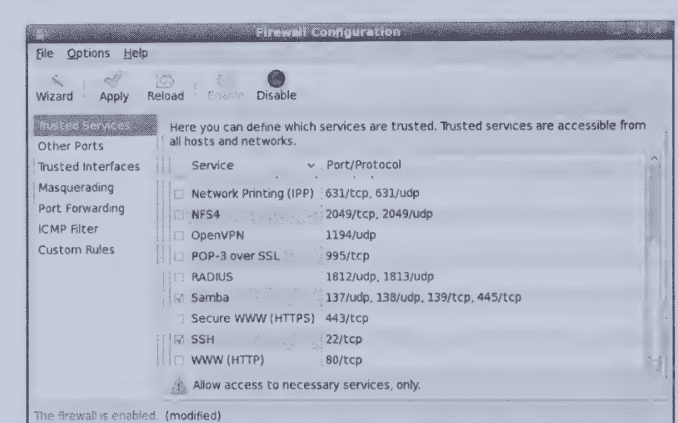 Firewall Configuration
File Options Help
Wizard Apply Reload Enable Disable
Trusted Services
Other Ports
Trusted Interfaces
Masquerading
Port Forwarding
ICMP Filter
Custom Rules
Here you can define which services are trusted. Trusted services are accessible from
all hosts and networks.
Service Port/Protocol
Network Printing (IPP) 631/tcp, 631/udp
NFS4 2049/tcp, 2049/udp
OpenVPN 1194/udp
POP-3 over SSL 995/tcp
RADIUS 1812/udp, 1813/udp
Samba 137/udp, 138/udp, 139/tcp, 445/tcp
Secure WWW (HTTPS) 443/tcp
SSH 22/tcp
WWW (HTTP) 80/tcp
Allow access to necessary services, only.
The firewall is enabled. (modified)